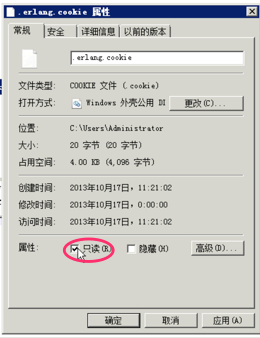 .erlang.cookie 属性
常规 安全 详细信息 以前的版本
.erlang.cookie
文件类型: COOKIE 文件 (.cookie)
打开方式: Windows 外壳公用 Dl 更改(C)...
位置: C:\Users\Administrator
大小: 20 字节 (20 字节)
占用空间: 4.00 KB (4,096 字节)
创建时间: 2013年10月17日，11:21:02
修改时间: 2013年10月17日，0:00:00
访问时间: 2013年10月17日，11:21:02
属性: 只读(R) 隐藏(H) 高级(D)...
确定 取消 应用(A)